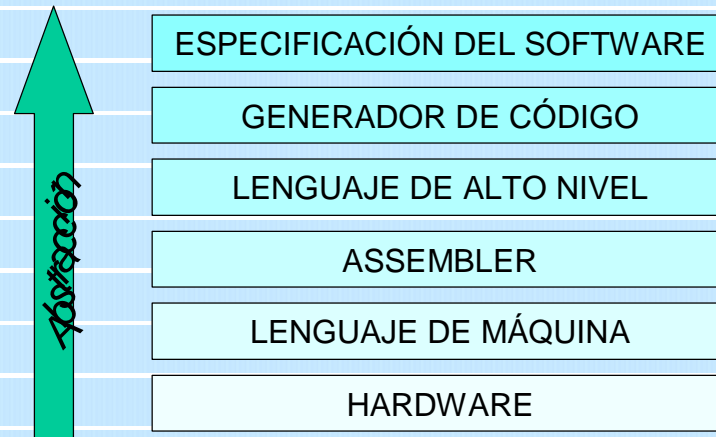 ESPECIFICACIÓN DEL SOFTWARE
GENERADOR DE CÓDIGO
LENGUAJE DE ALTO NIVEL
ASSEMBLER
LENGUAJE DE MÁQUINA
HARDWARE
Abstracción